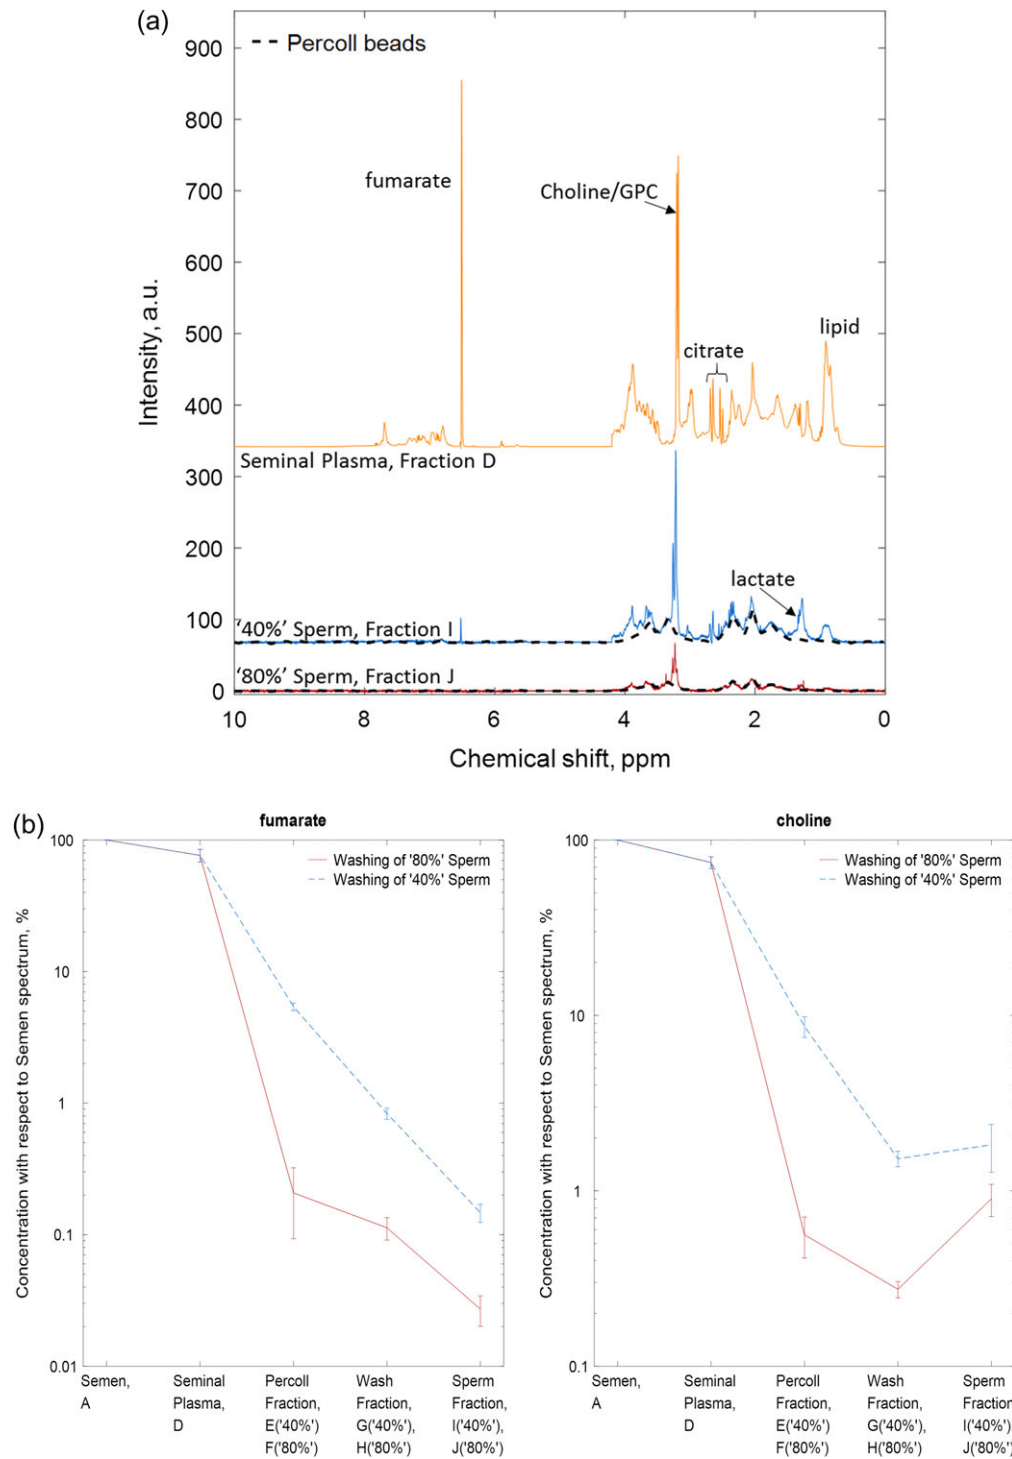 (a)
Percoll beads
900
800
700
600
500
400
300
200
100
0
Intensity, a.u.
fumarate
Choline/GPC
citrate
lipid
Seminal Plasma, Fraction D
lactate
'40%' Sperm, Fraction I
'80%' Sperm, Fraction J
10
8
6
4
2
0
Chemical shift, ppm
(b)
fumarate
Washing of '80%' Sperm
Washing of '40%' Sperm
Concentration with respect to Semen spectrum, %
100
10
1
0.1
0.01
Semen,
A
Seminal
Plasma,
D
Percoll
Fraction,
E('40%')
F('80%')
Wash
Fraction,
G('40%'),
H('80%')
Sperm
Fraction,
I('40%'),
J('80%')
choline
Washing of '80%' Sperm
Washing of '40%' Sperm
Concentration with respect to Semen spectrum, %
100
10
1
0.1
Semen,
A
Seminal
Plasma,
D
Percoll
Fraction,
E('40%')
F('80%')
Wash
Fraction,
G('40%'),
H('80%')
Sperm
Fraction,
I('40%')
J('80%')